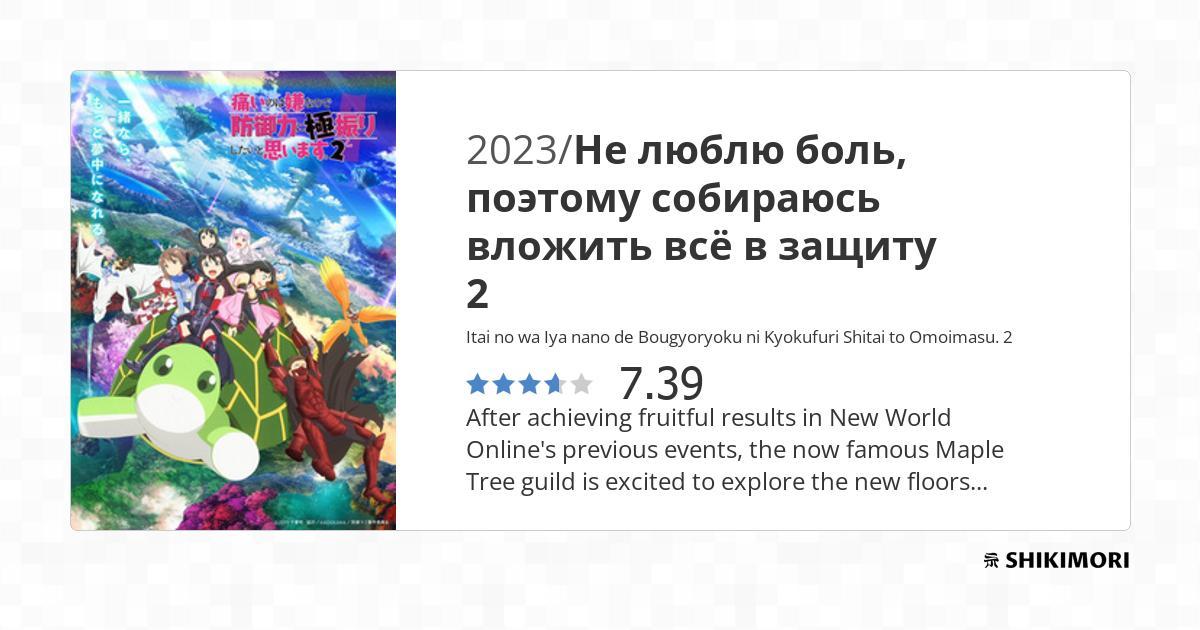 一緒なら、
もっと夢中になれる。
痛いのは嫌なので
防御力に極振り
したいと思います2
2023/Не люблю боль,
поэтому собираюсь
вложить всё в защиту
2
Itai no wa Iya nano de Bougyoryoku ni Kyokufuri Shitai to Omoimasu. 2
7.39
After achieving fruitful results in New World
Online's previous events, the now famous Maple
Tree guild is excited to explore the new floors...
SHIKIMORI